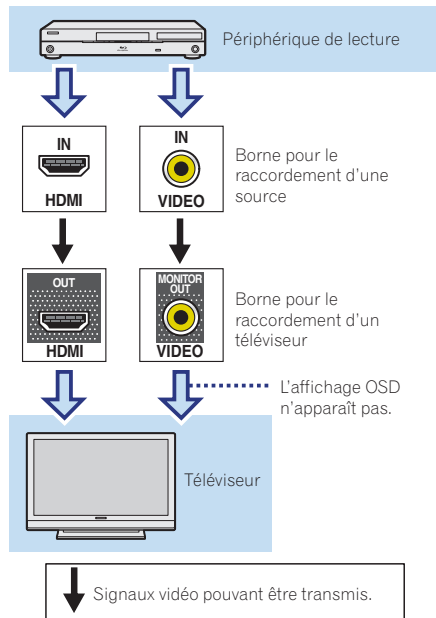 Périphérique de lecture
IN
HDMI
IN
VIDEO
Borne pour le
raccordement d'une
source
OUT
HDMI
MONITOR
OUT
VIDEO
Borne pour le
raccordement d'un
téléviseur
L'affichage OSD
n'apparaît pas.
Téléviseur
Signaux vidéo pouvant être transmis.